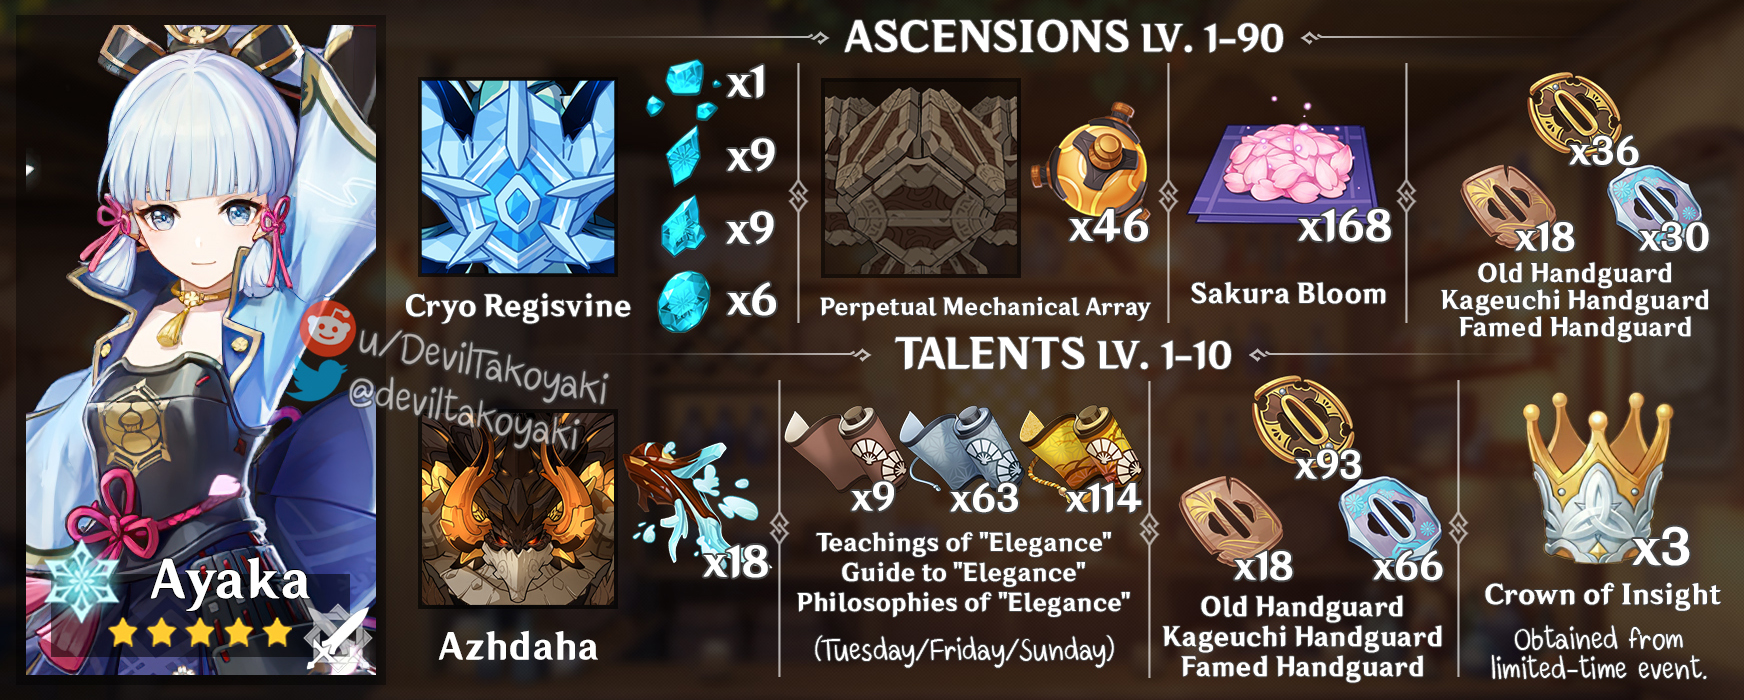 ASCENSIONS LV. 1-90
x1
x9
x9
x6
Cryo Regisvine
x46
Perpetual Mechanical Array
x168
Sakura Bloom
x36
x18
x30
Old Handguard
Kageuchi Handguard
Famed Handguard
u/DevilTakoyaki
@deviltakoyaki
TALENTS LV. 1-10
x18
Azhdaha
x9
x63
x114
Teachings of "Elegance"
Guide to "Elegance"
Philosophies of "Elegance"
(Tuesday/Friday/Sunday)
x93
x18
x66
Old Handguard
Kageuchi Handguard
Famed Handguard
x3
Crown of Insight
Obtained from
limited-time event.
Ayaka